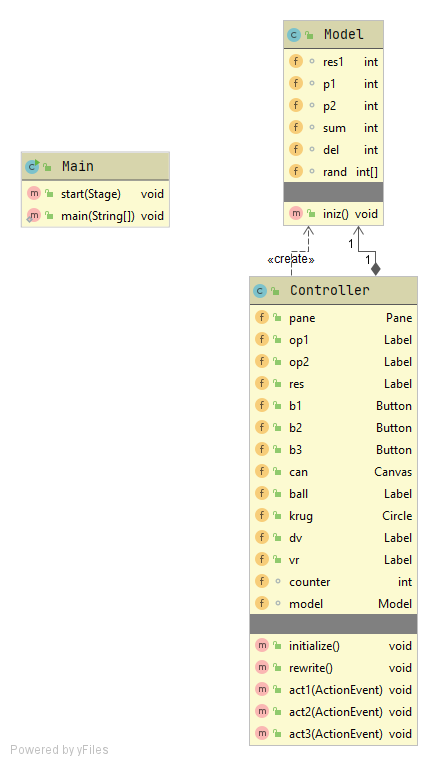 Model
res1 int
p1 int
p2 int
sum int
del int
rand int[]
iniz() void
Main
start(Stage) void
main(String[]) void
«create»
1
1
Controller
pane Pane
op1 Label
op2 Label
res Label
b1 Button
b2 Button
b3 Button
can Canvas
ball Label
krug Circle
dv Label
vr Label
counter int
model Model
initialize() void
rewrite() void
act1(ActionEvent) void
act2(ActionEvent) void
act3(ActionEvent) void
Powered by yFiles